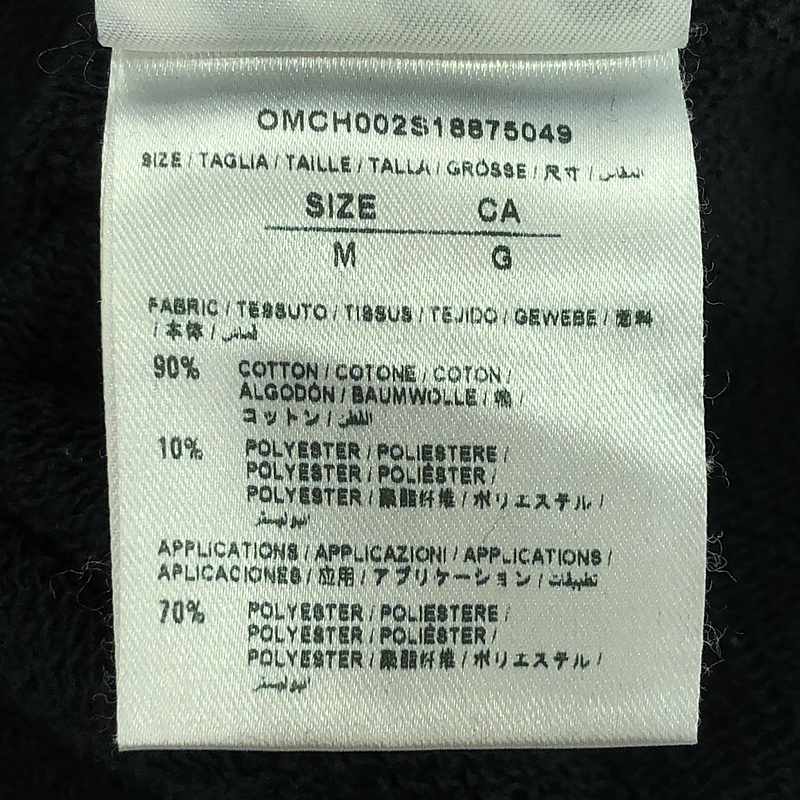 OMCH002S18875049
SIZE / TAGLIA / TAILLE / TALLA / GRÖSSE / 尺寸 / المقاس
SIZE CA
M G
FABRIC / TESSUTO / TISSUS / TEJIDO / GEWEBE / 面料
/ 本体 / قماش
90% COTTON / COTONE / COTON /
ALGODÓN / BAUMWOLLE / 棉 /
コットン / القطن
10% POLYESTER / POLIESTERE /
POLYESTER / POLIÉSTER /
POLYESTER / 聚酯纤维 / ポリエステル /
البوليستر
APPLICATIONS / APPLICAZIONI / APPLICATIONS /
APLICACIONES / 应用 / アプリケーション / تطبيقات
70% POLYESTER / POLIESTERE /
POLYESTER / POLIÉSTER /
POLYESTER / 聚酯纤维 / ポリエステル /
البوليستر